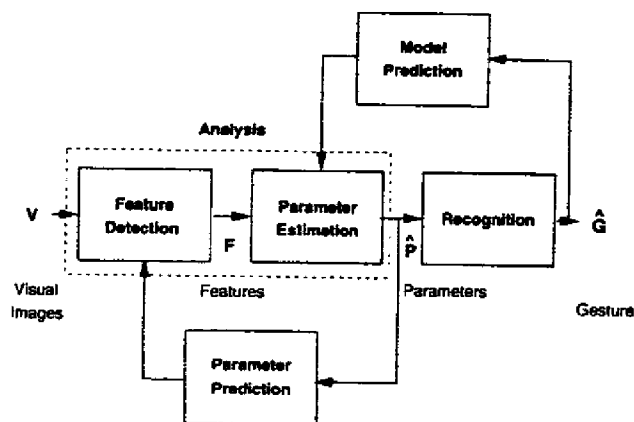 Model
Prediction
Analysis
Feature
Detection
Parameter
Estimation
Recognition
V
F
P̂
Ĝ
Visual
Images
Features
Parameters
Gesture
Parameter
Prediction